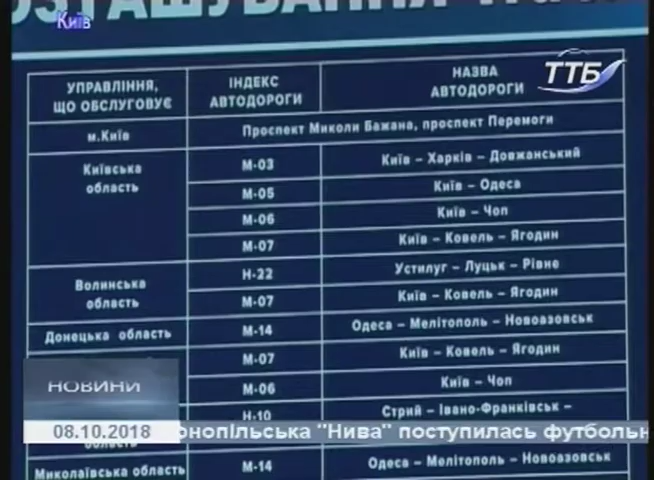 Київ
ТТБ
УПРАВЛІННЯ,
ЩО ОБСЛУГОВУЄ
ІНДЕКС
АВТОДОРОГИ
НАЗВА
АВТОДОРОГИ
м.Київ
Проспект Миколи Бажана, проспект Перемоги
Київська
область
М-03 Київ – Харків – Довжанський
М-05 Київ – Одеса
М-06 Київ – Чоп
М-07 Київ – Ковель – Ягодин
Волинська
область
Н-22 Устилуг – Луцьк – Рівне
М-07 Київ – Ковель – Ягодин
Донецька область М-14 Одеса – Мелітополь – Новоазовськ
М-07 Київ – Ковель – Ягодин
М-06 Київ – Чоп
Н-10 Стрий – Івано-Франківськ –
НОВИНИ
08.10.2018 онопільська "Нива" поступилась футбольн
область
Миколаївська область М-14 Одеса – Мелітополь – Новоазовськ